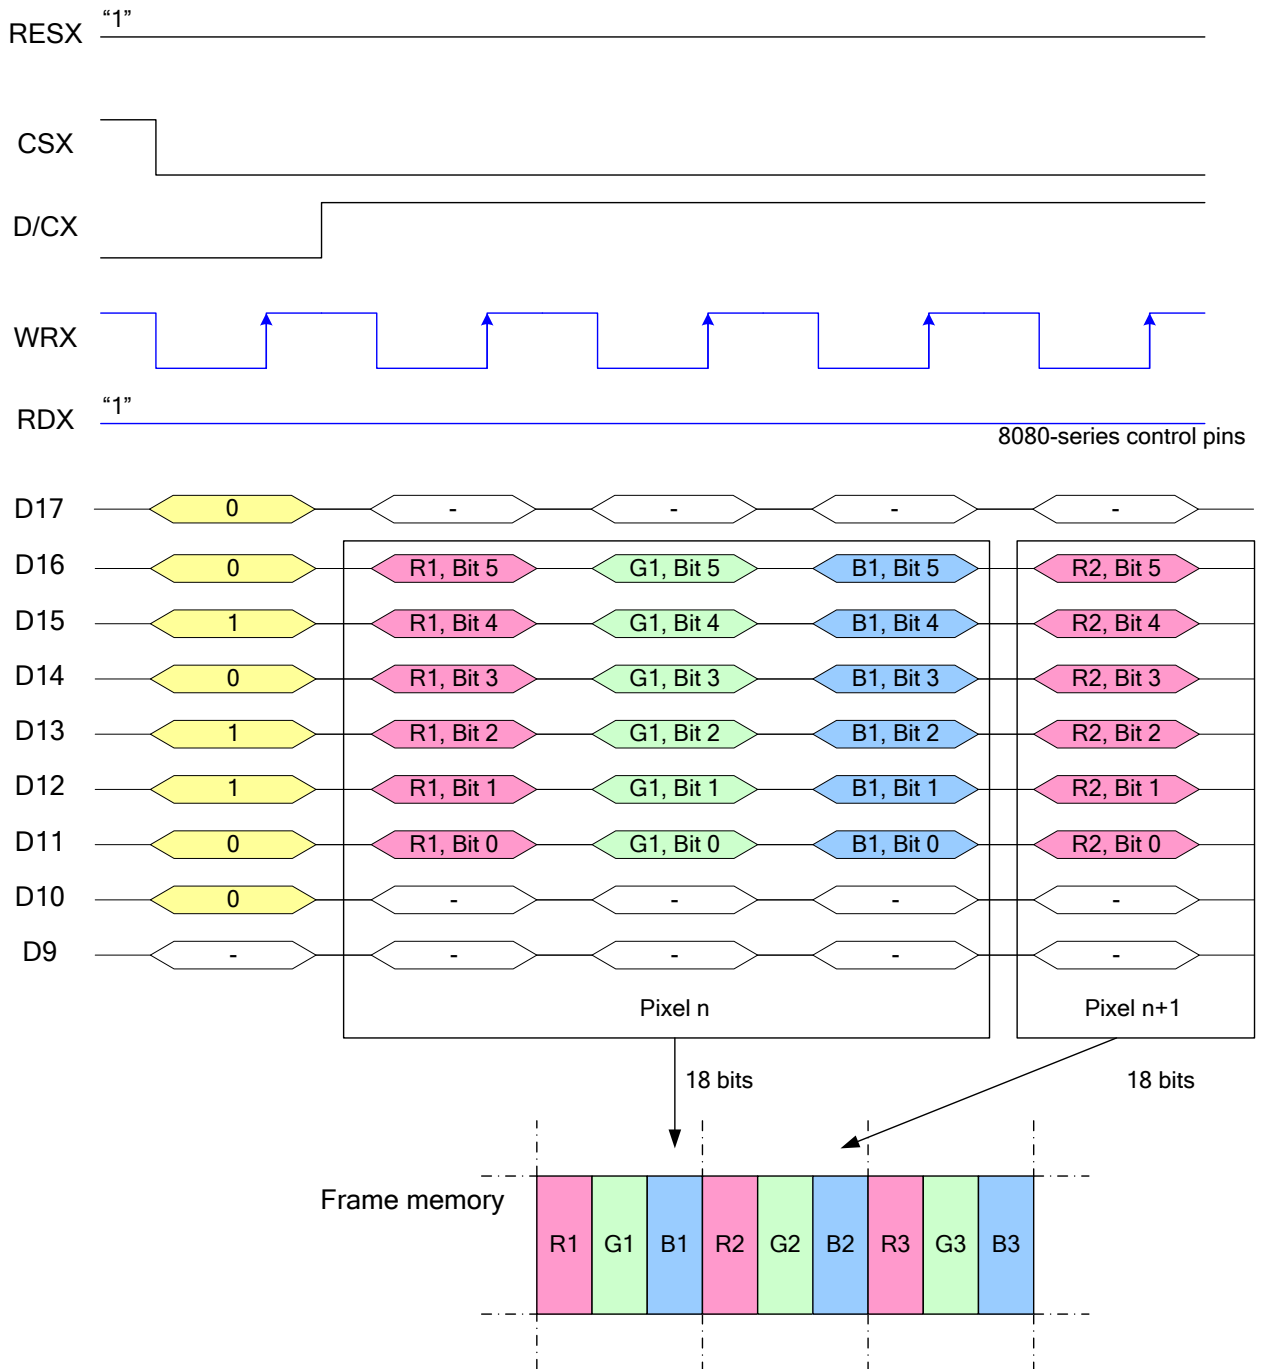 RESX “1”
CSX
D/CX
WRX
RDX “1”
8080-series control pins
D17 0 - - - -
D16 0 R1, Bit 5 G1, Bit 5 B1, Bit 5 R2, Bit 5
D15 1 R1, Bit 4 G1, Bit 4 B1, Bit 4 R2, Bit 4
D14 0 R1, Bit 3 G1, Bit 3 B1, Bit 3 R2, Bit 3
D13 1 R1, Bit 2 G1, Bit 2 B1, Bit 2 R2, Bit 2
D12 1 R1, Bit 1 G1, Bit 1 B1, Bit 1 R2, Bit 1
D11 0 R1, Bit 0 G1, Bit 0 B1, Bit 0 R2, Bit 0
D10 0 - - - -
D9 - - - - -
Pixel n Pixel n+1
18 bits 18 bits
Frame memory
R1 G1 B1 R2 G2 B2 R3 G3 B3